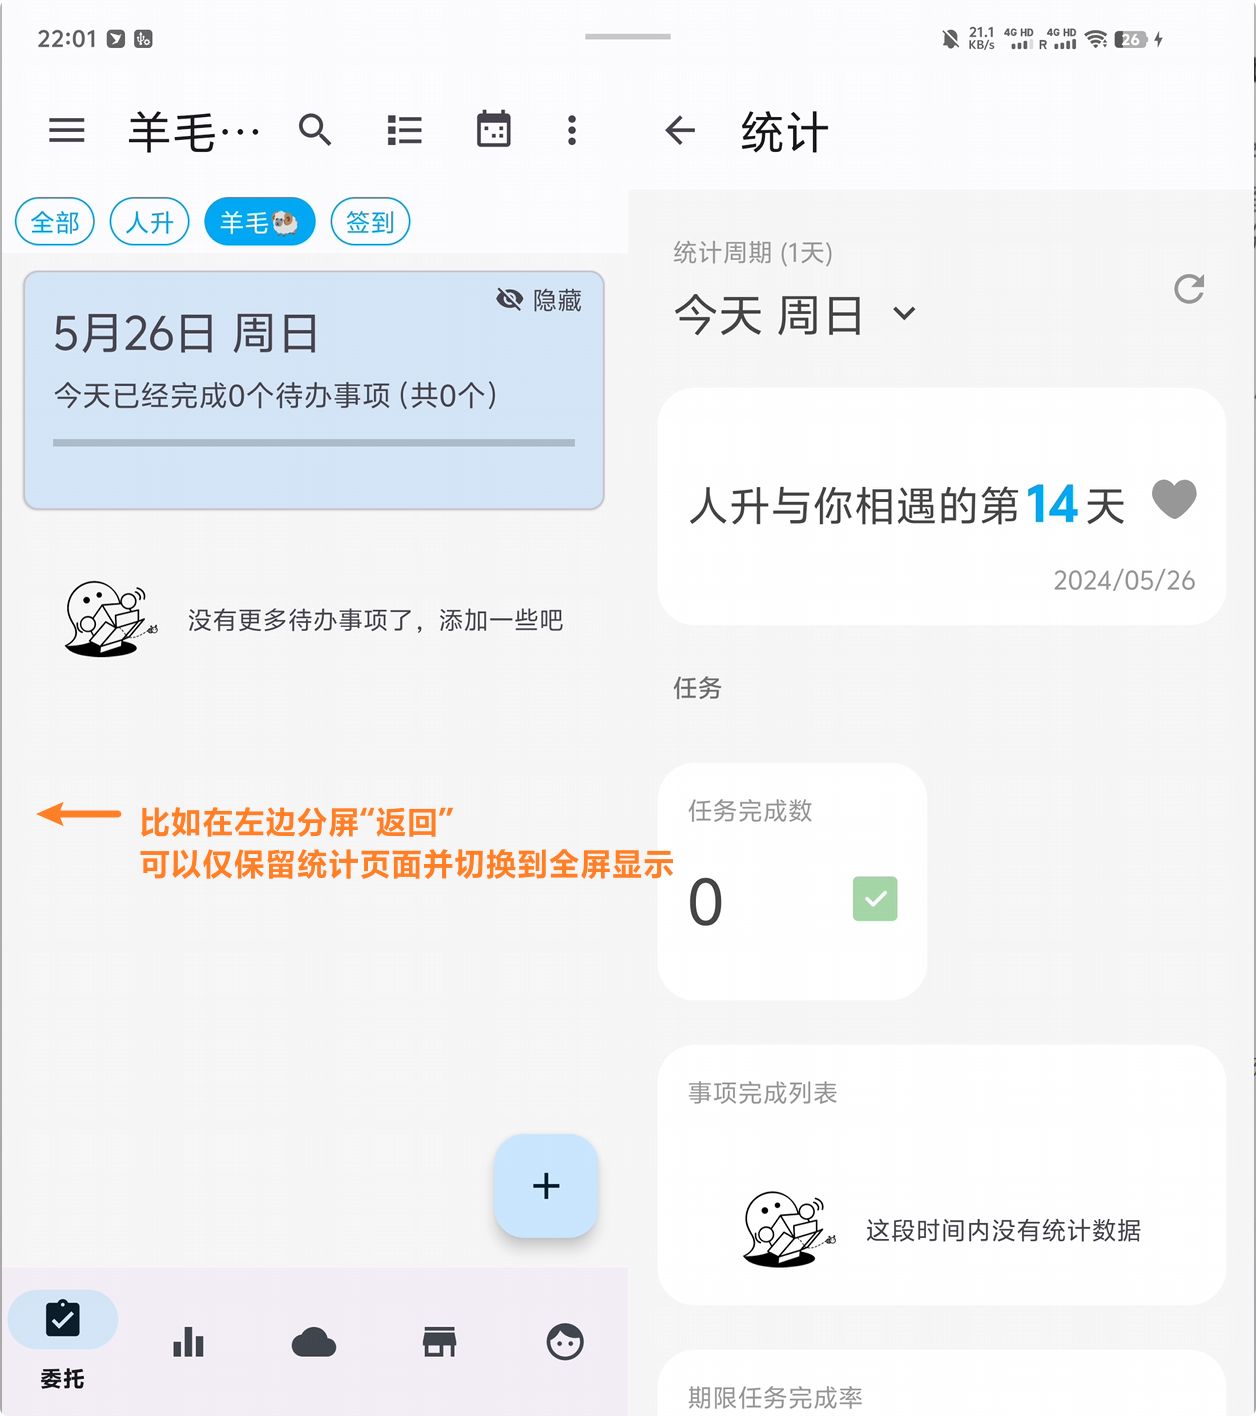 22:01
21.1 KB/s
4G HD
R
4G HD
26
羊毛…
全部
人升
羊毛🐏
签到
隐藏
5月26日 周日
今天已经完成0个待办事项 (共0个)
没有更多待办事项了，添加一些吧
比如在左边分屏“返回”
可以仅保留统计页面并切换到全屏显示
委托
统计
统计周期 (1天)
今天 周日
人升与你相遇的第14天
2024/05/26
任务
任务完成数
0
事项完成列表
这段时间内没有统计数据
期限任务完成率